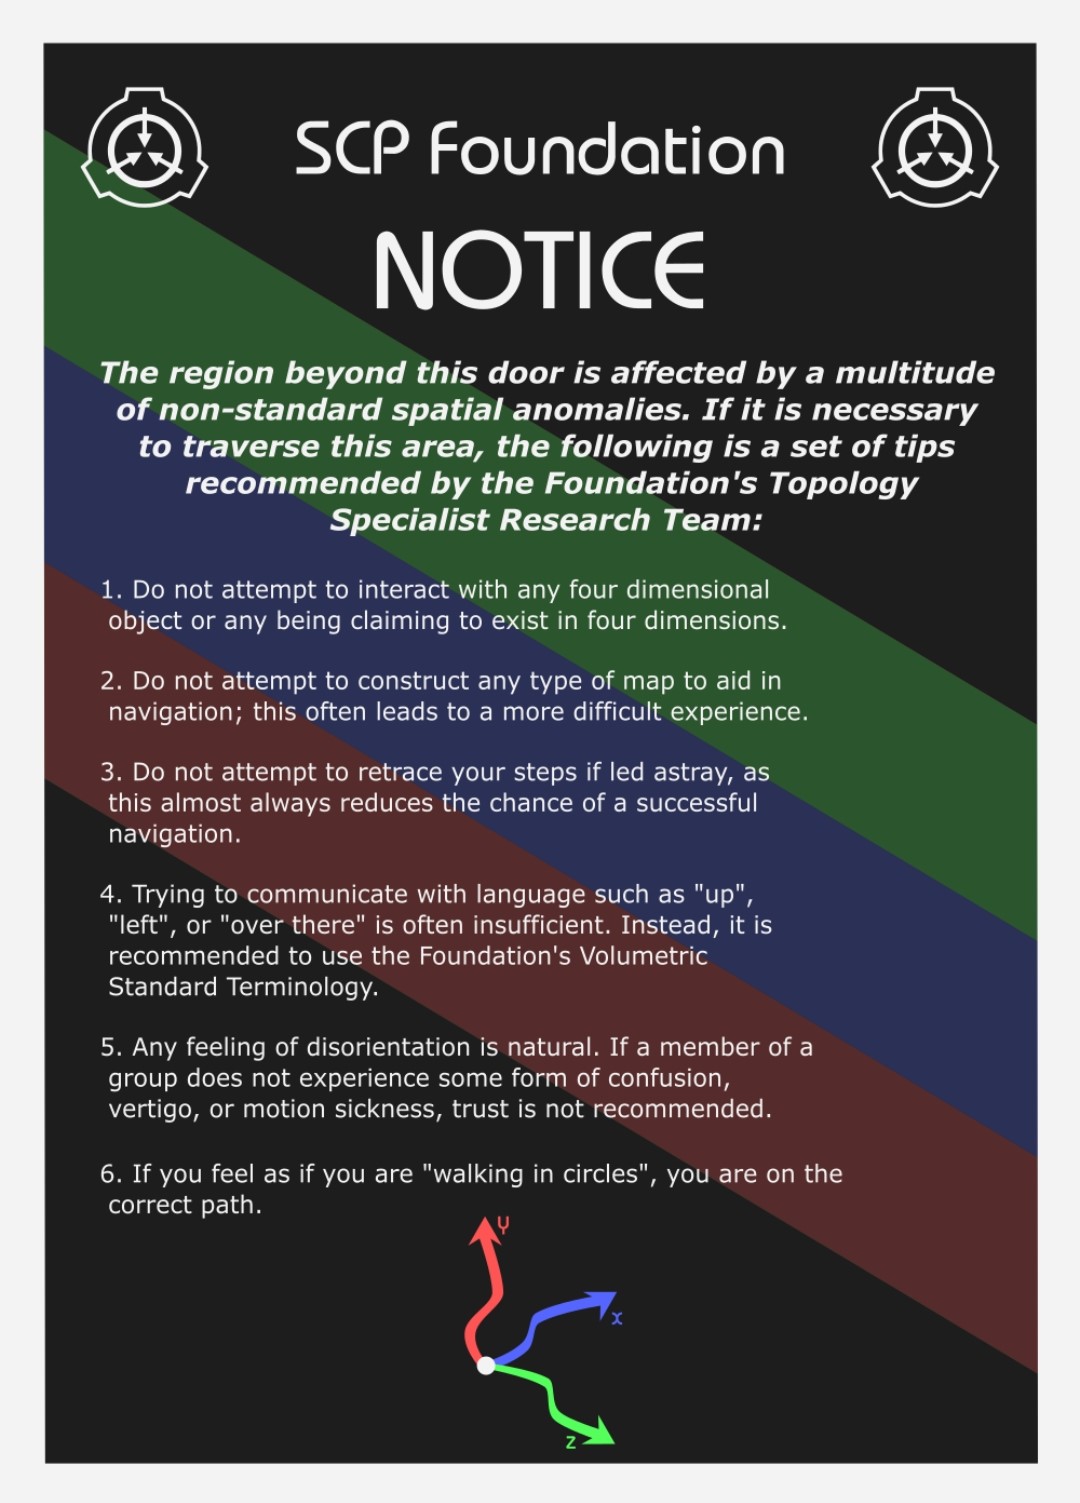 SCP Foundation
NOTICE
The region beyond this door is affected by a multitude
of non-standard spatial anomalies. If it is necessary
to traverse this area, the following is a set of tips
recommended by the Foundation's Topology
Specialist Research Team:
1. Do not attempt to interact with any four dimensional
object or any being claiming to exist in four dimensions.
2. Do not attempt to construct any type of map to aid in
navigation; this often leads to a more difficult experience.
3. Do not attempt to retrace your steps if led astray, as
this almost always reduces the chance of a successful
navigation.
4. Trying to communicate with language such as "up",
"left", or "over there" is often insufficient. Instead, it is
recommended to use the Foundation's Volumetric
Standard Terminology.
5. Any feeling of disorientation is natural. If a member of a
group does not experience some form of confusion,
vertigo, or motion sickness, trust is not recommended.
6. If you feel as if you are "walking in circles", you are on the
correct path.
Y
x
z